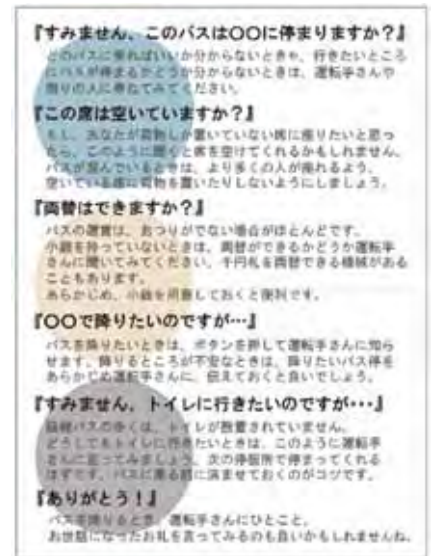 『すみません、このバスは〇〇に停まりますか？』
どのバスに乗ればいいか分からないときや、行きたいところ
にバスが停まるかどうか分からないときは、運転手さんや
周りの人に尋ねてみてください。
『この席は空いていますか？』
もし、あなたが荷物しか置いていない席に座りたいと思っ
たら、このように聞くと席を空けてくれるかもしれません。
バスが混んでいるときは、より多くの人が座れるよう、
空いている席に荷物を置いたりしないようにしましょう。
『両替はできますか？』
バスの運賃は、おつりがでない場合がほとんどです。
小銭を持っていないときは、両替ができるかどうか運転手
さんに聞いてみてください。千円札を両替できる機械がある
こともあります。
あらかじめ、小銭を用意しておくと便利です。
『〇〇で降りたいのですが…』
バスを降りたいときは、ボタンを押して運転手さんに知ら
せます。降りるところが不安なときは、降りたいバス停を
あらかじめ運転手さんに、伝えておくと良いでしょう。
『すみません、トイレに行きたいのですが・・・』
路線バスの多くは、トイレが設置されていません。
どうしてもトイレに行きたいときは、このように運転手
さんに言ってみましょう。次の停留所で停まってくれる
はずです。バスに乗る前に済ませておくのがコツです。
『ありがとう！』
バスを降りるとき、運転手さんにひとこと。
お世話になったお礼を言ってみるのも良いかもしれませんね。